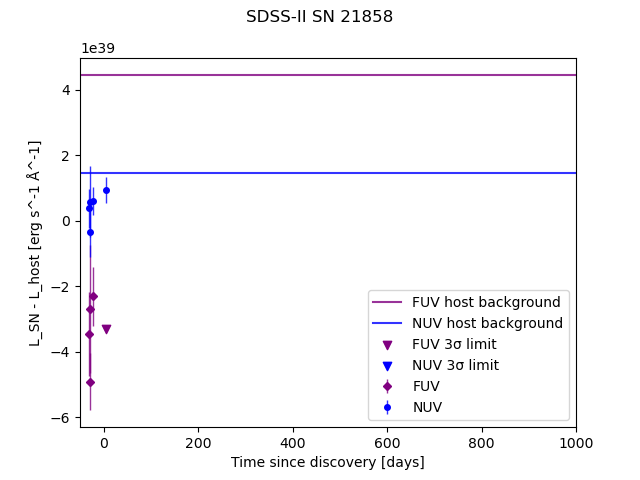 SDSS-II SN 21858
1e39
L_SN - L_host [erg s^-1 Å^-1]
4
2
0
−2
−4
−6
FUV host background
NUV host background
FUV 3σ limit
NUV 3σ limit
FUV
NUV
0 200 400 600 800 1000
Time since discovery [days]